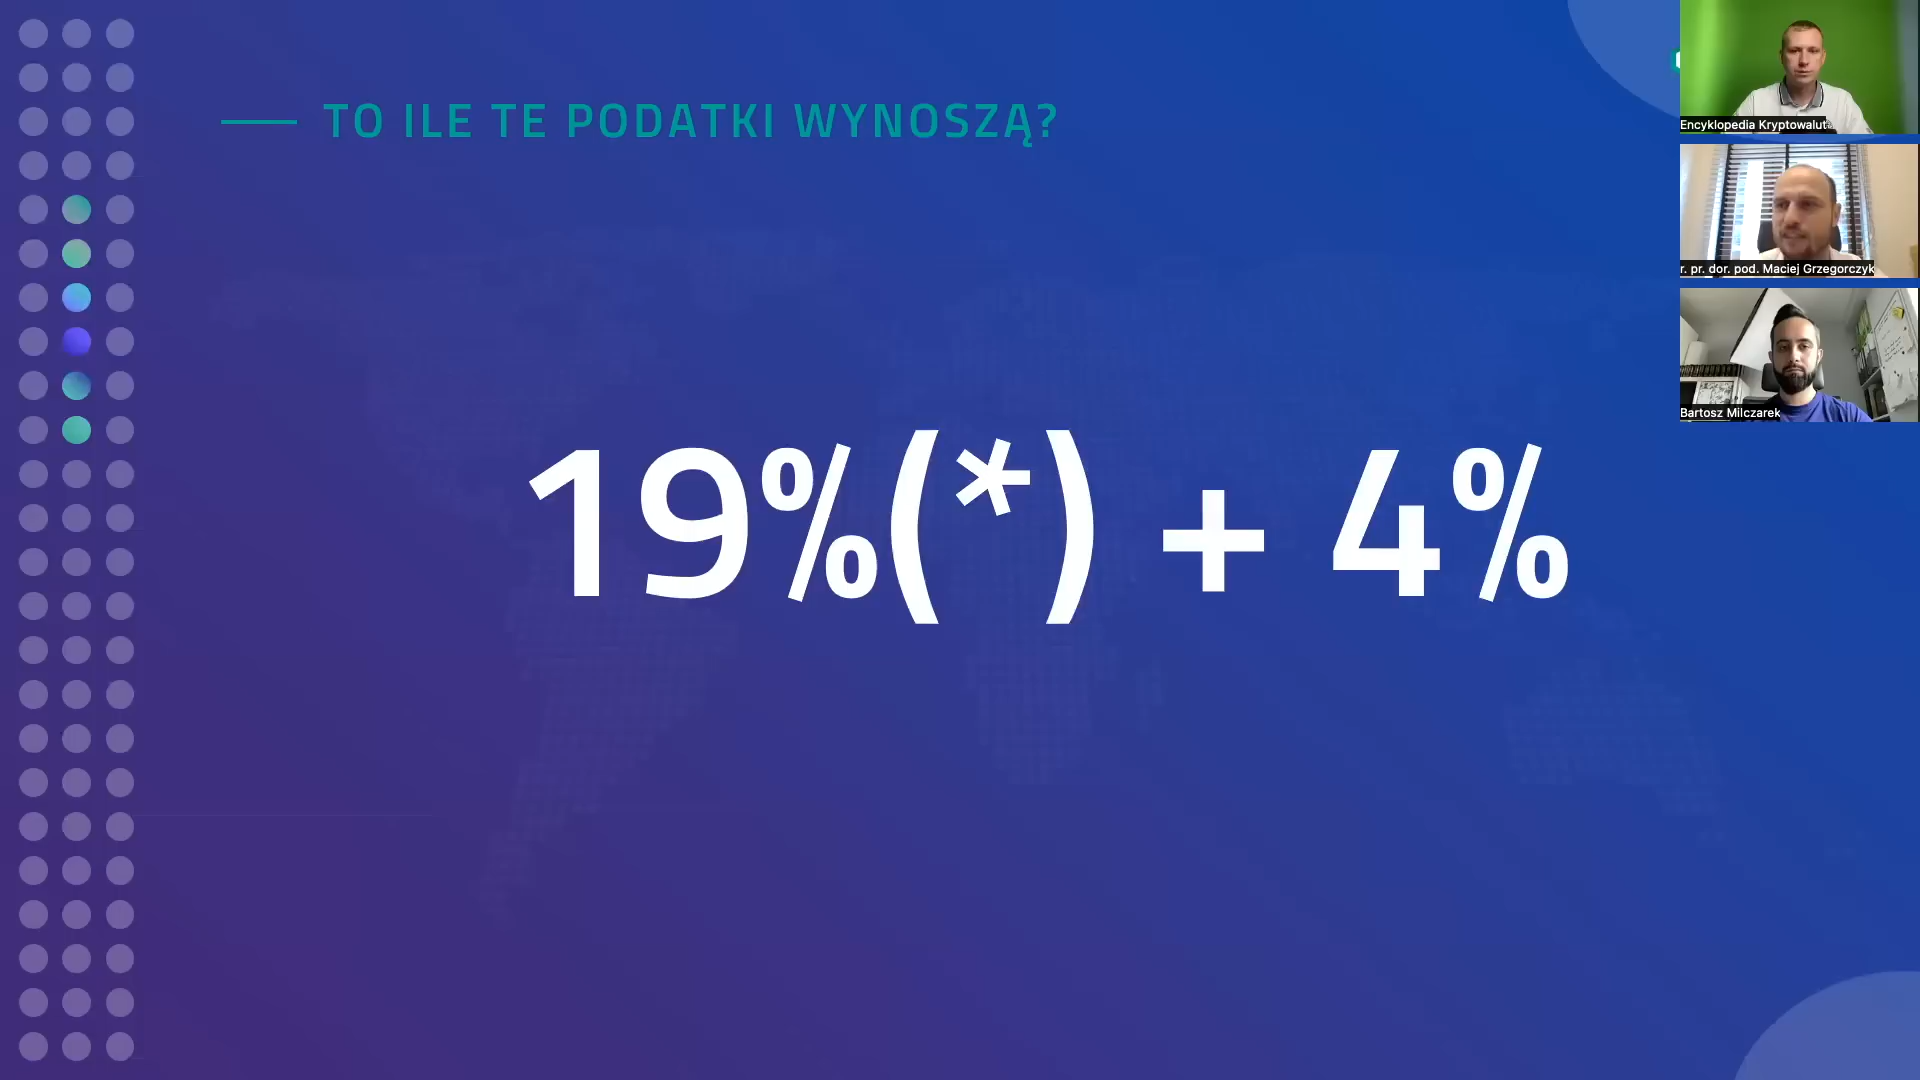 TO ILE TE PODATKI WYNOSZĄ?
19%(*) + 4%
Encyklopedia Kryptowalut
r. pr. dor. pod. Maciej Grzegorczyk
Bartosz Milczarek